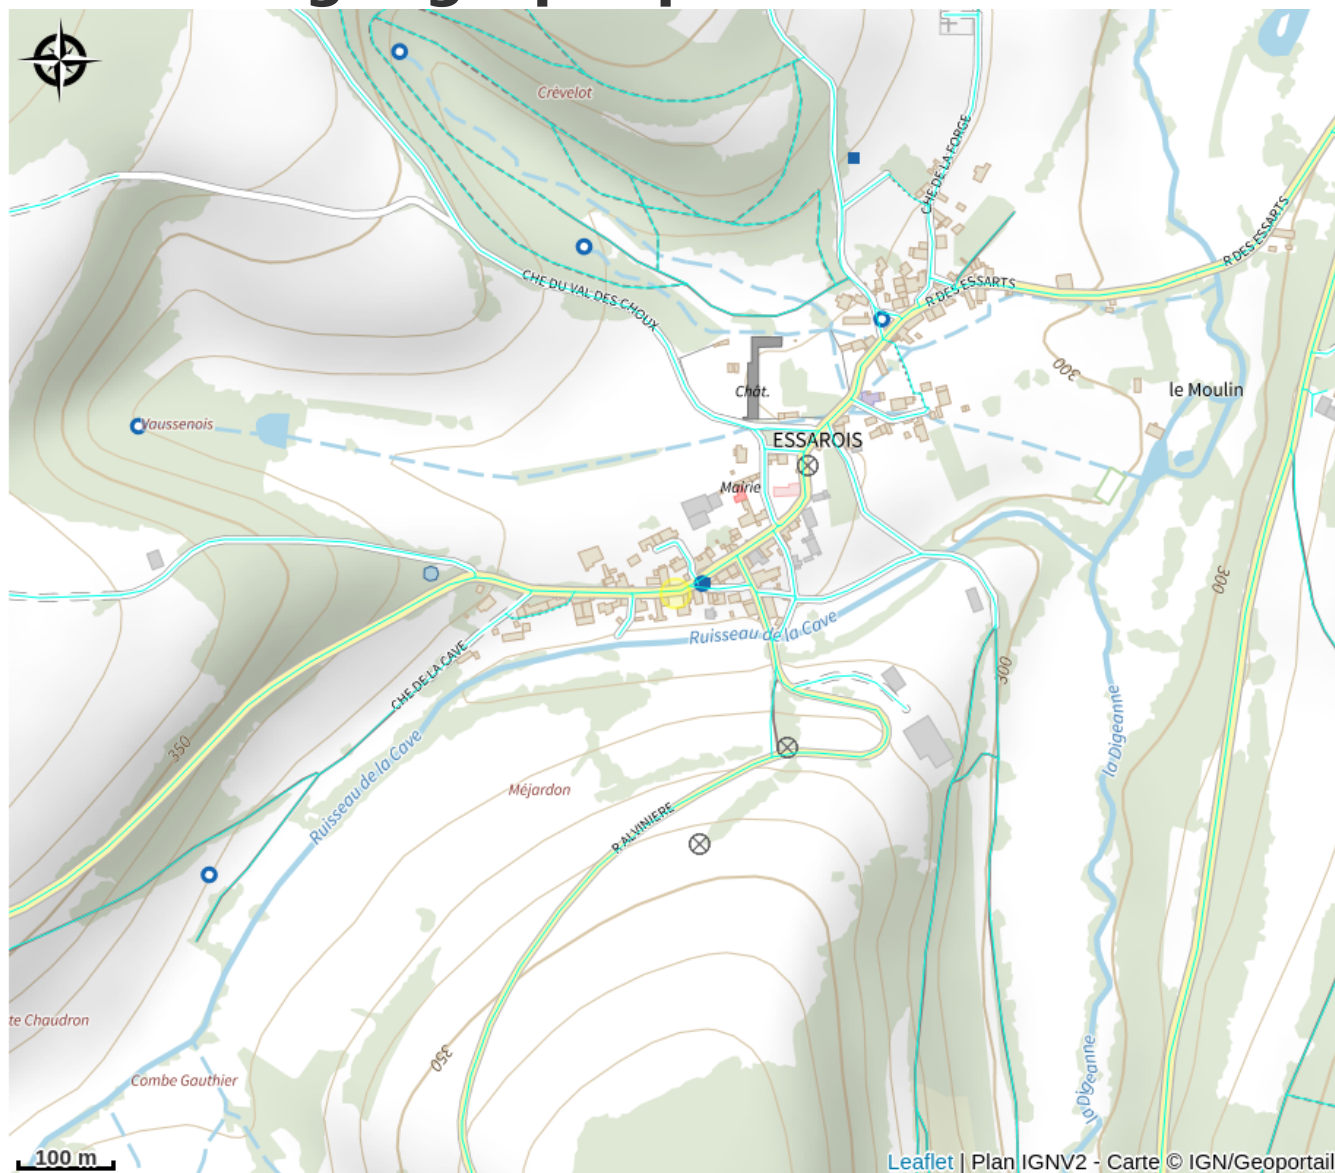 Crèvelot
CHE DE LA FORGE
R DES ESSARTS
CHE DU VAL DES CHOUX
R DES ESSARTS
300
Chât.
le Moulin
Vaussenois
ESSAROIS
Mairie
300
Ruisseau de la Cave
CHE DE LA CAVE
300
350
Ruisseau de la Cave
la Digeanne
Méjardon
R ALVINIERE
te Chaudron
350
Combe Gauthier
la Digeanne
100 m
Leaflet | Plan IGNV2 - Carte © IGN/Geoportail